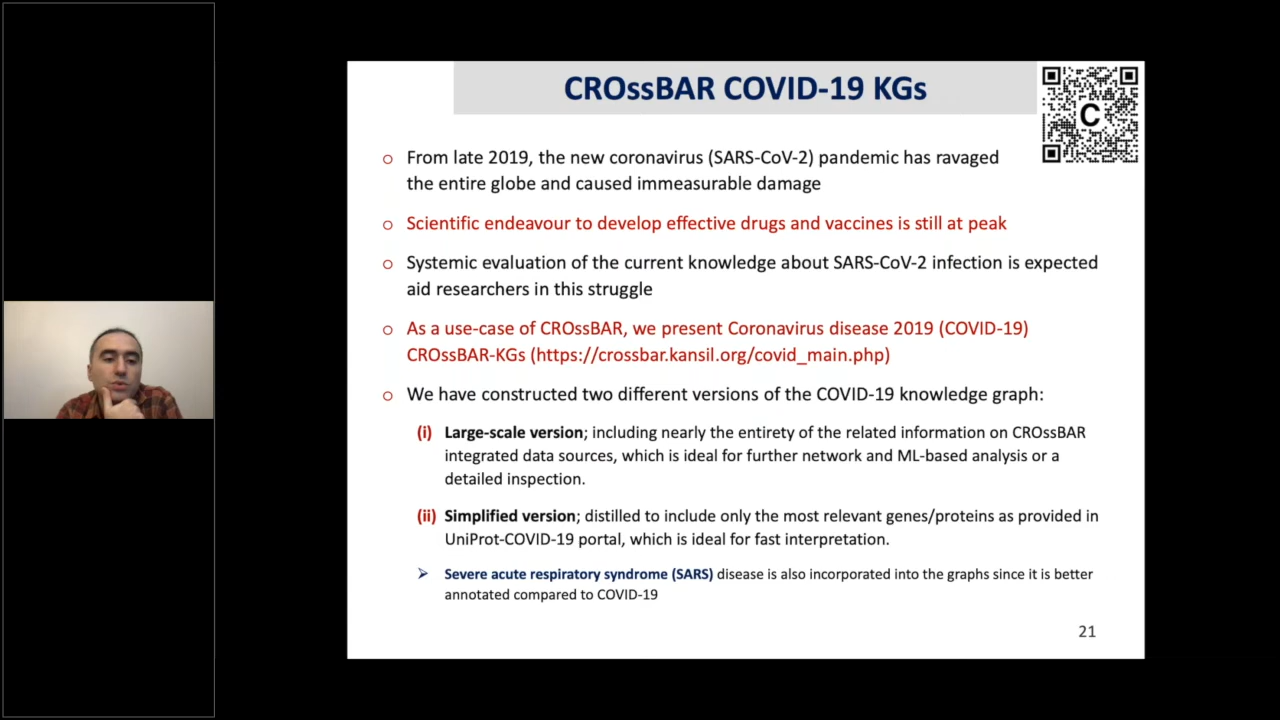 CROssBAR COVID-19 KGs
C
o From late 2019, the new coronavirus (SARS-CoV-2) pandemic has ravaged
the entire globe and caused immeasurable damage
o Scientific endeavour to develop effective drugs and vaccines is still at peak
o Systemic evaluation of the current knowledge about SARS-CoV-2 infection is expected
aid researchers in this struggle
o As a use-case of CROssBAR, we present Coronavirus disease 2019 (COVID-19)
CROssBAR-KGs (https://crossbar.kansil.org/covid_main.php)
o We have constructed two different versions of the COVID-19 knowledge graph:
(i) Large-scale version; including nearly the entirety of the related information on CROssBAR
integrated data sources, which is ideal for further network and ML-based analysis or a
detailed inspection.
(ii) Simplified version; distilled to include only the most relevant genes/proteins as provided in
UniProt-COVID-19 portal, which is ideal for fast interpretation.
➤ Severe acute respiratory syndrome (SARS) disease is also incorporated into the graphs since it is better
annotated compared to COVID-19
21